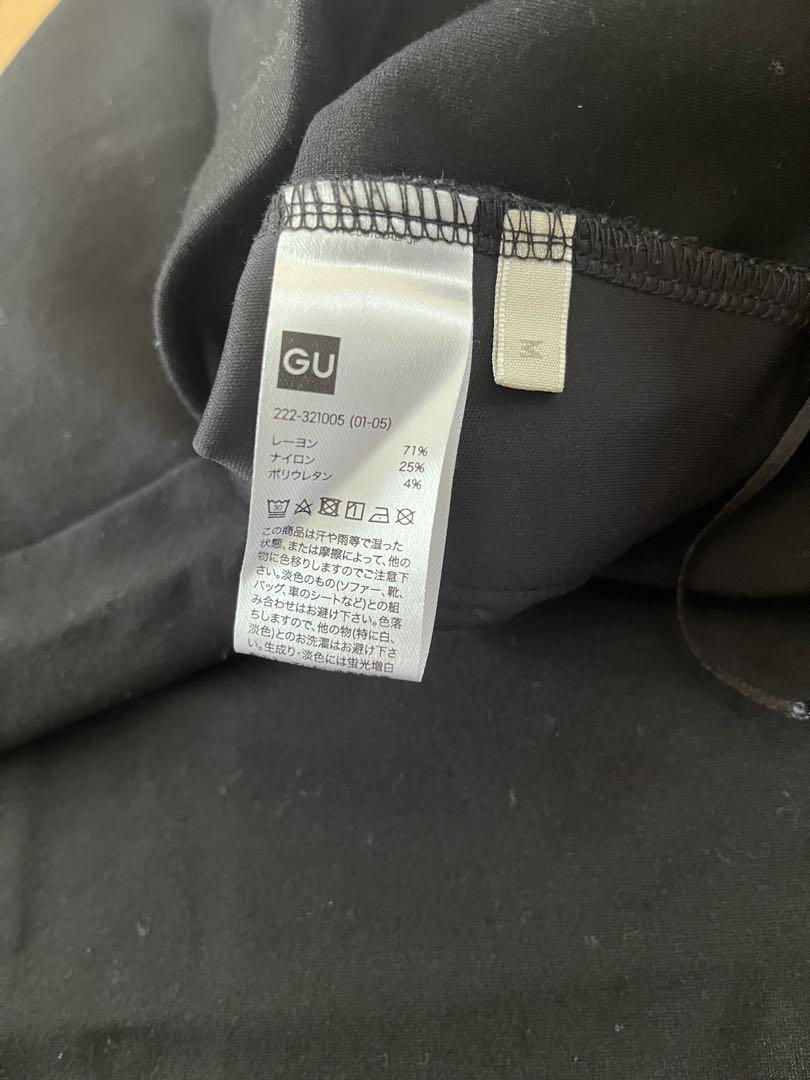 GU
222-321005 (01-05)
レーヨン 71%
ナイロン 25%
ポリウレタン 4%
30
この商品は汗や雨等で湿った
状態、または摩擦によって、他の
物に色移りしますのでご注意下
さい。淡色のもの(ソファー、靴、
バッグ、車のシートなど)との組
み合わせはお避け下さい。色落
ちしますので、他の物(特に白、
淡色)とのお洗濯はお避け下さ
い。生成り・淡色には蛍光増白
M